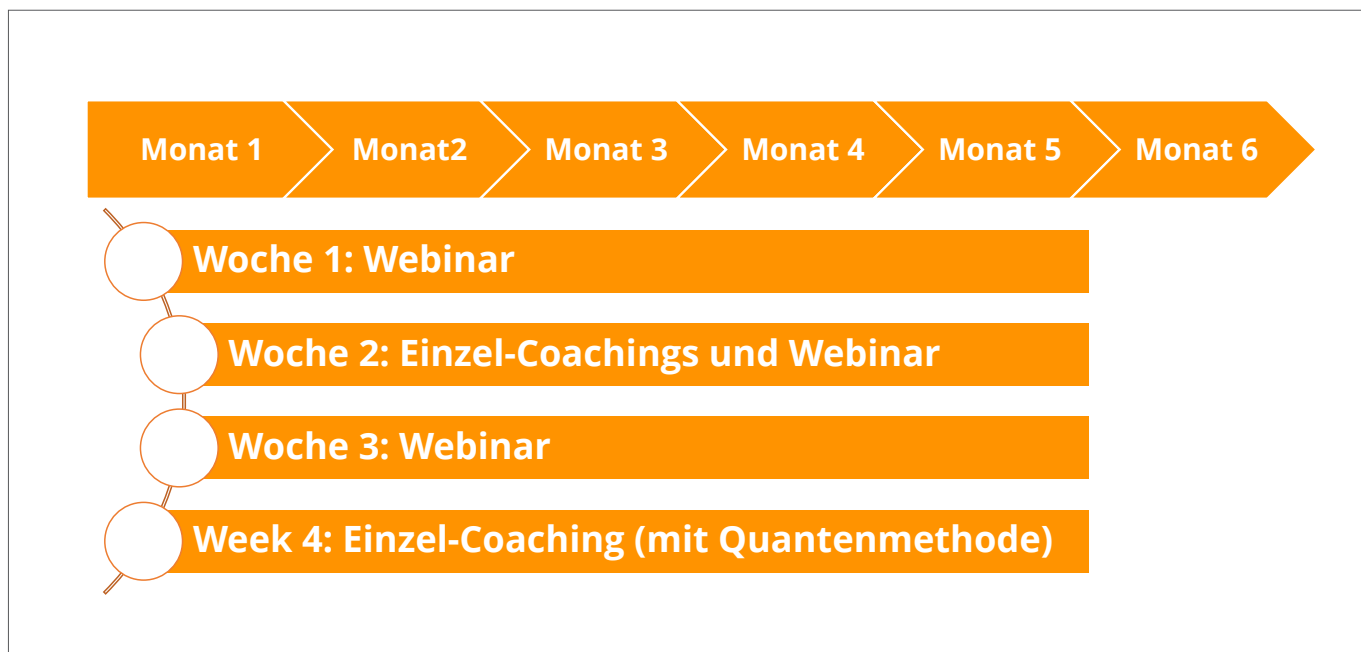 Monat 1
Monat2
Monat 3
Monat 4
Monat 5
Monat 6
Woche 1: Webinar
Woche 2: Einzel-Coachings und Webinar
Woche 3: Webinar
Week 4: Einzel-Coaching (mit Quantenmethode)